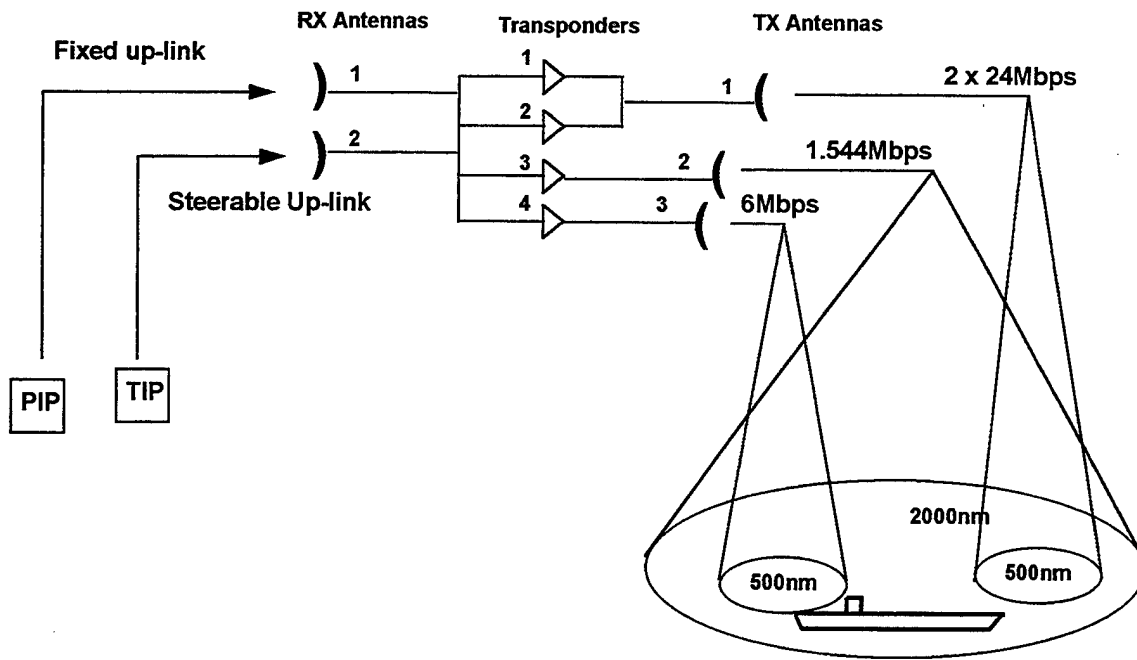 RX Antennas
Transponders
TX Antennas
Fixed up-link
1
1
1
2 x 24Mbps
2
2
3
2
1.544Mbps
Steerable Up-link
4
3
6Mbps
PIP
TIP
2000nm
500nm
500nm